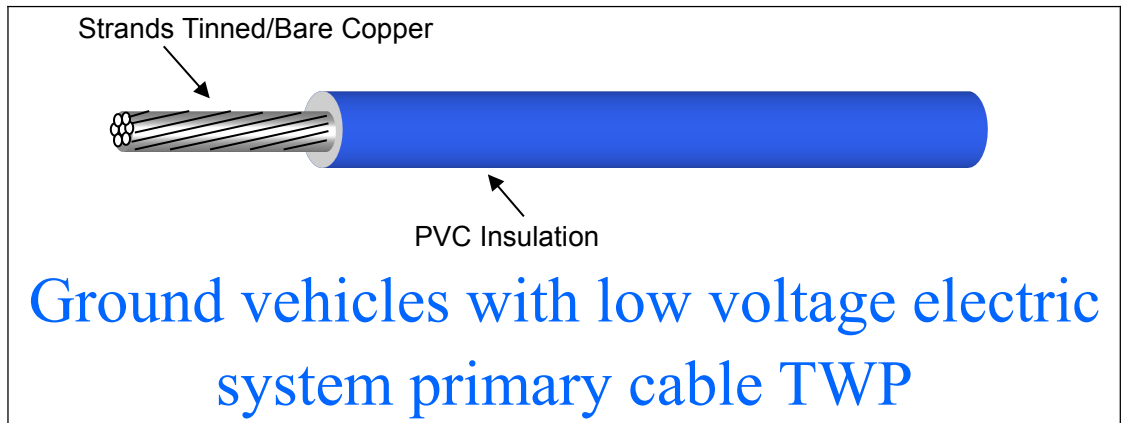 Strands Tinned/Bare Copper
PVC Insulation
Ground vehicles with low voltage electric
system primary cable TWP